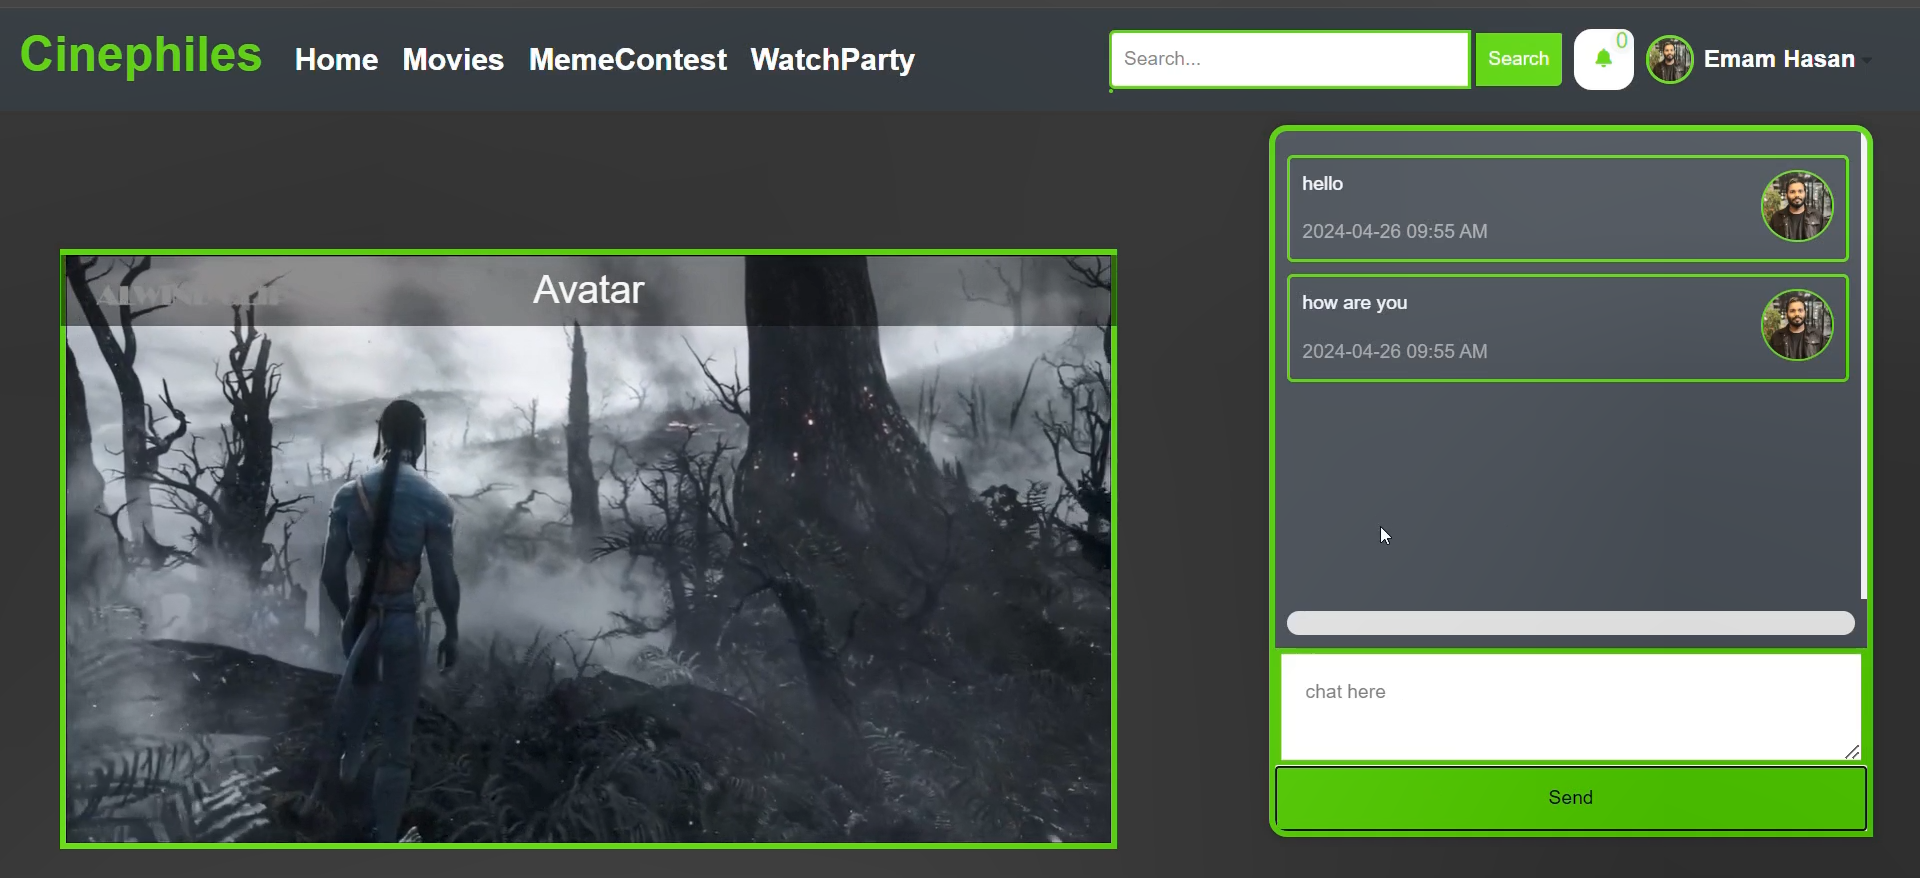 Cinephiles
Home Movies MemeContest WatchParty
Search...
Search
0
Emam Hasan
Avatar
hello
2024-04-26 09:55 AM
how are you
2024-04-26 09:55 AM
chat here
Send